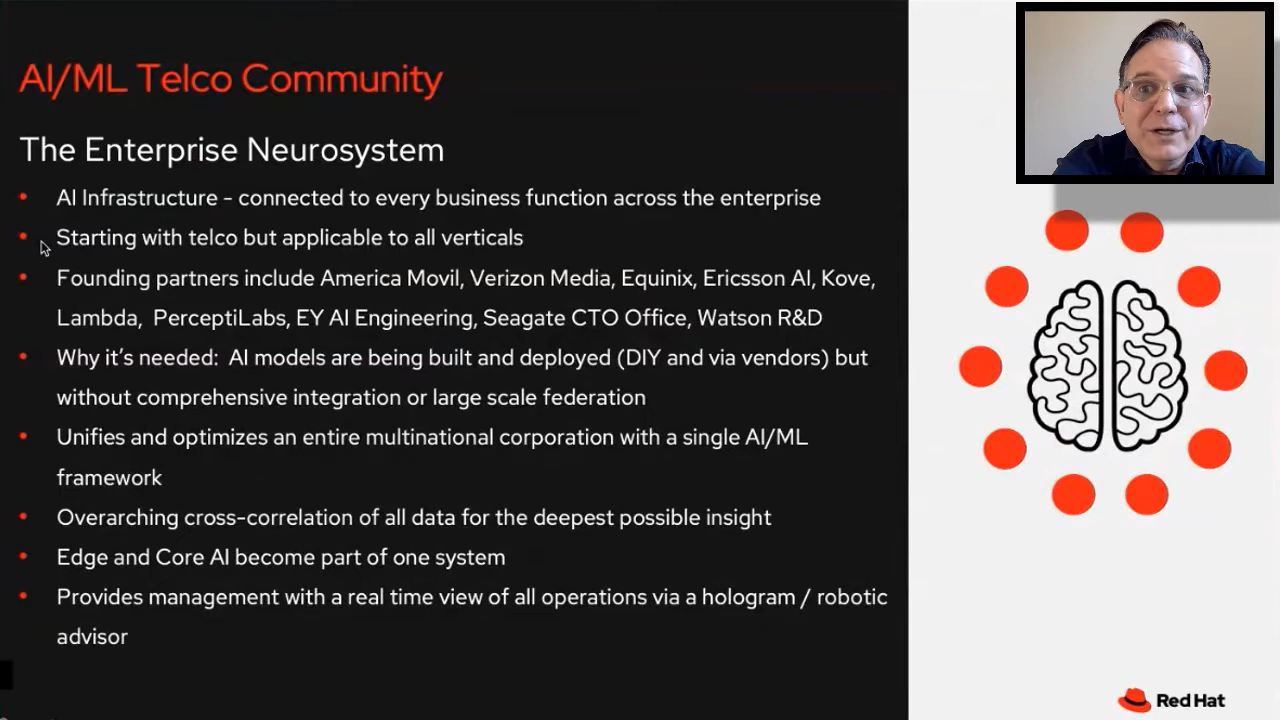 AI/ML Telco Community
The Enterprise Neurosystem
• AI Infrastructure - connected to every business function across the enterprise
• Starting with telco but applicable to all verticals
• Founding partners include America Movil, Verizon Media, Equinix, Ericsson AI, Kove,
Lambda, PerceptiLabs, EY AI Engineering, Seagate CTO Office, Watson R&D
• Why it's needed: AI models are being built and deployed (DIY and via vendors) but
without comprehensive integration or large scale federation
• Unifies and optimizes an entire multinational corporation with a single AI/ML
framework
• Overarching cross-correlation of all data for the deepest possible insight
• Edge and Core AI become part of one system
• Provides management with a real time view of all operations via a hologram / robotic
advisor
Red Hat